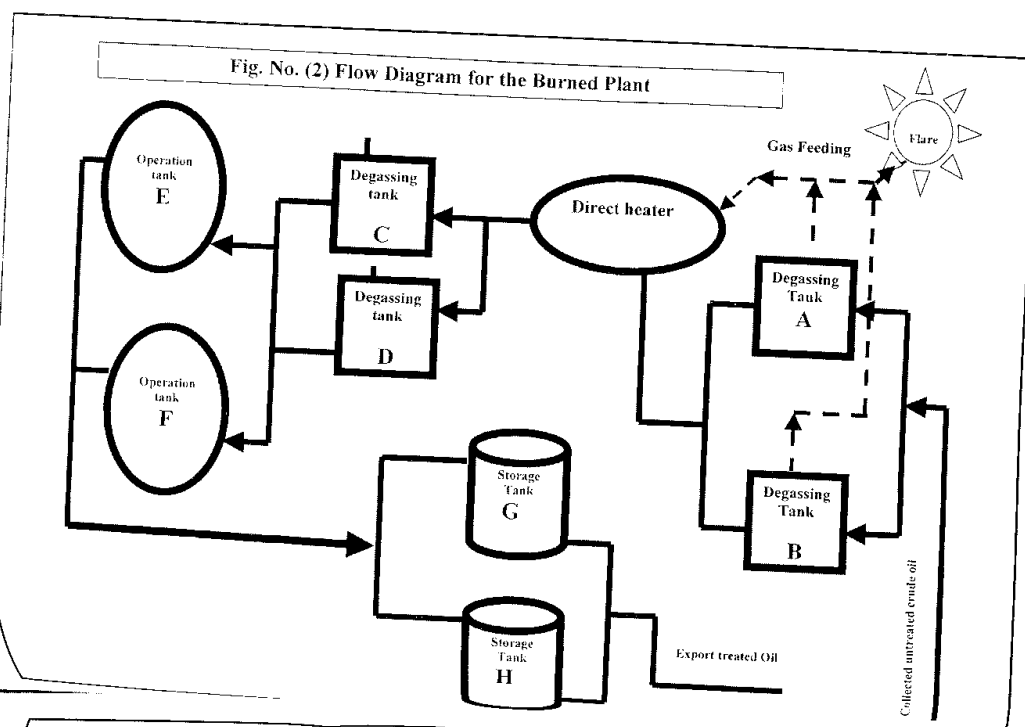 Fig. No. (2) Flow Diagram for the Burned Plant
Flare
Gas Feeding
Operation
tank
E
Degassing
tank
C
Direct heater
Degassing
Tauk
A
Degassing
tank
D
Operation
tank
F
Storage
Tank
G
Degassing
Tank
B
Storage
Tank
H
Export treated Oil
Collected untreated crude oil